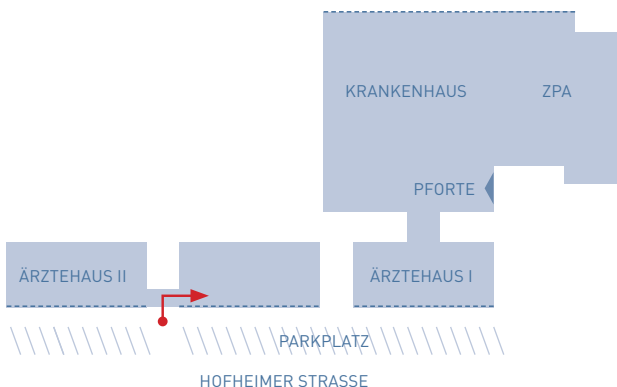 KRANKENHAUS
ZPA
PFORTE
ÄRZTEHAUS II
ÄRZTEHAUS I
PARKPLATZ
HOFHEIMER STRASSE